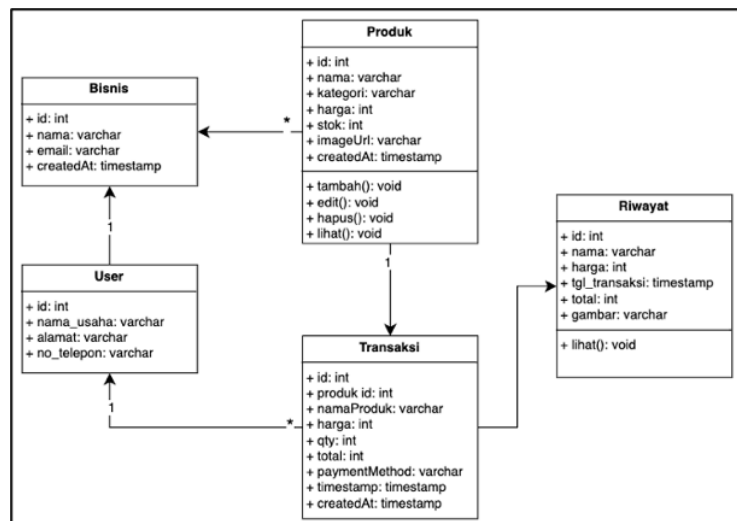 Produk
+ id: int
+ nama: varchar
+ kategori: varchar
+ harga: int
+ stok: int
+ imageUrl: varchar
+ createdAt: timestamp
+ tambah(): void
+ edit(): void
+ hapus(): void
+ lihat(): void
Bisnis
+ id: int
+ nama: varchar
+ email: varchar
+ createdAt: timestamp
*
1
1
User
+ id: int
+ nama_usaha: varchar
+ alamat: varchar
+ no_telepon: varchar
Riwayat
+ id: int
+ nama: varchar
+ harga: int
+ tgl_transaksi: timestamp
+ total: int
+ gambar: varchar
+ lihat(): void
Transaksi
+ id: int
+ produk id: int
+ namaProduk: varchar
+ harga: int
+ qty: int
+ total: int
+ paymentMethod: varchar
+ timestamp: timestamp
+ createdAt: timestamp
1
*